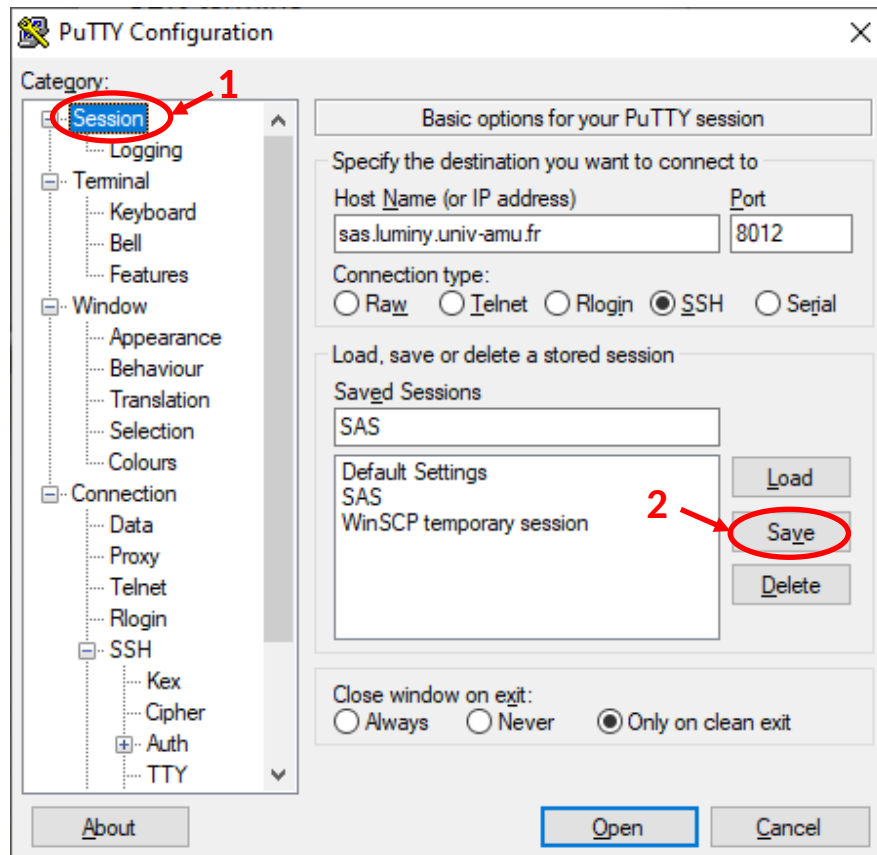 PuTTY Configuration
Category:
1
Session
Logging
Terminal
Keyboard
Bell
Features
Window
Appearance
Behaviour
Translation
Selection
Colours
Connection
Data
Proxy
Telnet
Rlogin
SSH
Kex
Cipher
Auth
TTY
Basic options for your PuTTY session
Specify the destination you want to connect to
Host Name (or IP address) Port
sas.luminy.univ-amu.fr 8012
Connection type:
Raw Telnet Rlogin SSH Serial
Load, save or delete a stored session
Saved Sessions
SAS
Default Settings
SAS
WinSCP temporary session
Load
2
Save
Delete
Close window on exit:
Always Never Only on clean exit
About Open Cancel